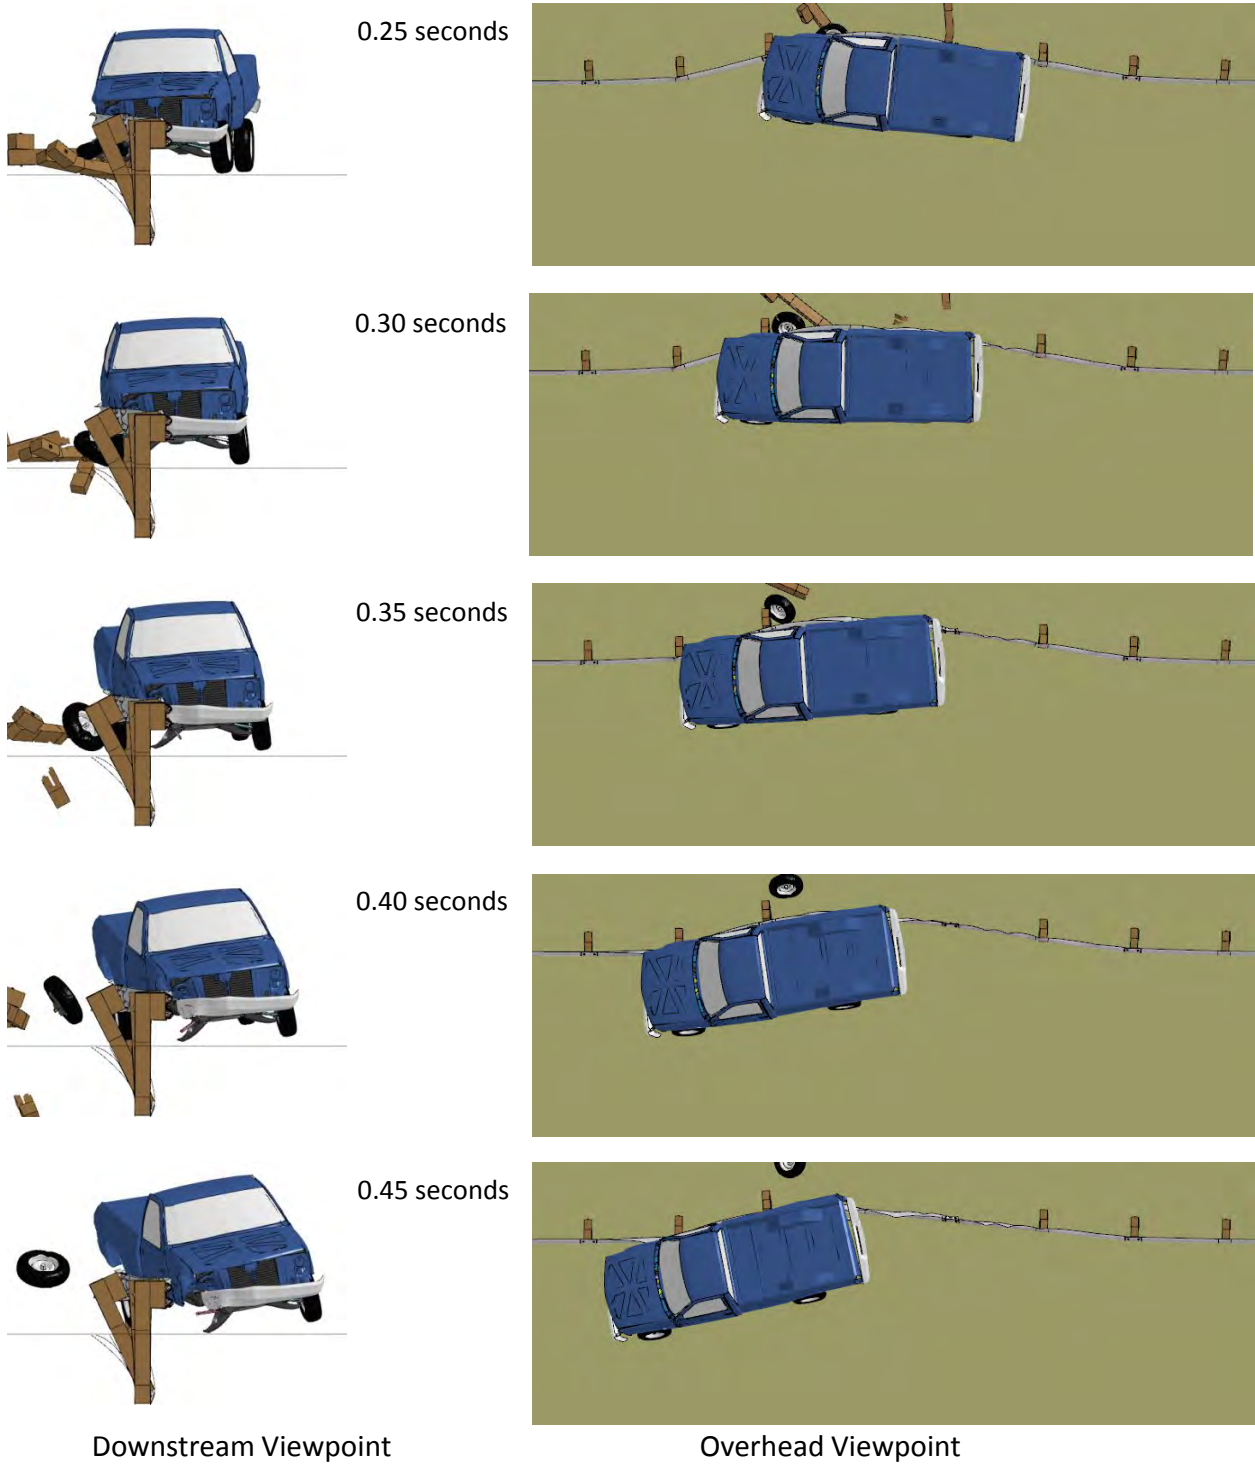 0.25 seconds
0.30 seconds
0.35 seconds
0.40 seconds
0.45 seconds
Downstream Viewpoint
Overhead Viewpoint